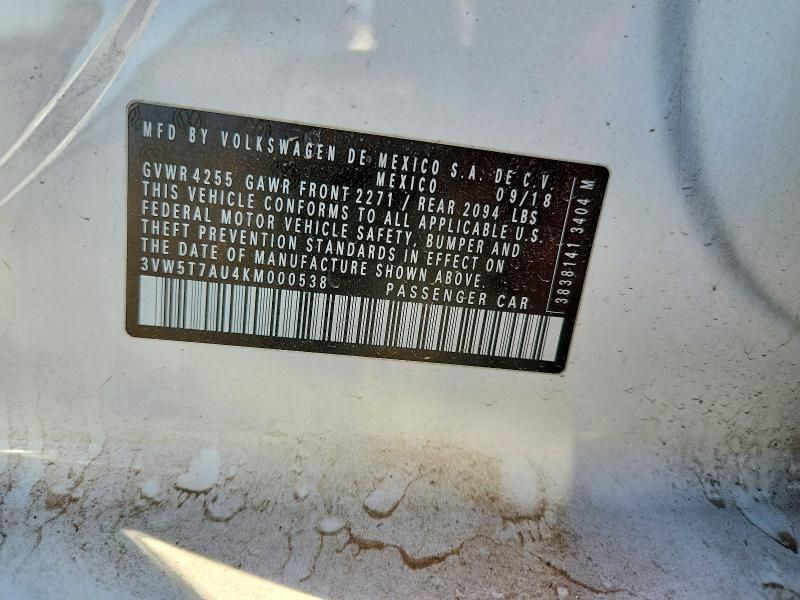 MFD BY VOLKSWAGEN DE MEXICO S.A. DE C.V.
MEXICO 09/18
GVWR 4255 GAWR FRONT 2271 / REAR 2094 LBS
THIS VEHICLE CONFORMS TO ALL APPLICABLE U.S.
FEDERAL MOTOR VEHICLE SAFETY, BUMPER AND
THEFT PREVENTION STANDARDS IN EFFECT ON
THE DATE OF MANUFACTURE SHOWN ABOVE.
3VW5T7AU4KM000538 PASSENGER CAR
3838141 3404 M